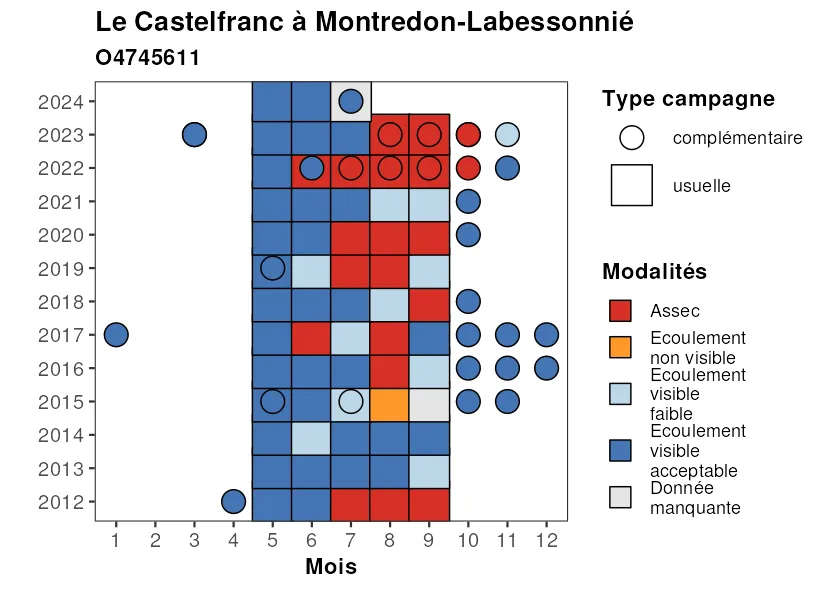 Le Castelfranc à Montredon-Labessonnié
O4745611
2024
2023
2022
2021
2020
2019
2018
2017
2016
2015
2014
2013
2012
1 2 3 4 5 6 7 8 9 10 11 12
Mois
Type campagne
complémentaire
usuelle
Modalités
Assec
Ecoulement
non visible
Ecoulement
visible
faible
Ecoulement
visible
acceptable
Donnée
manquante